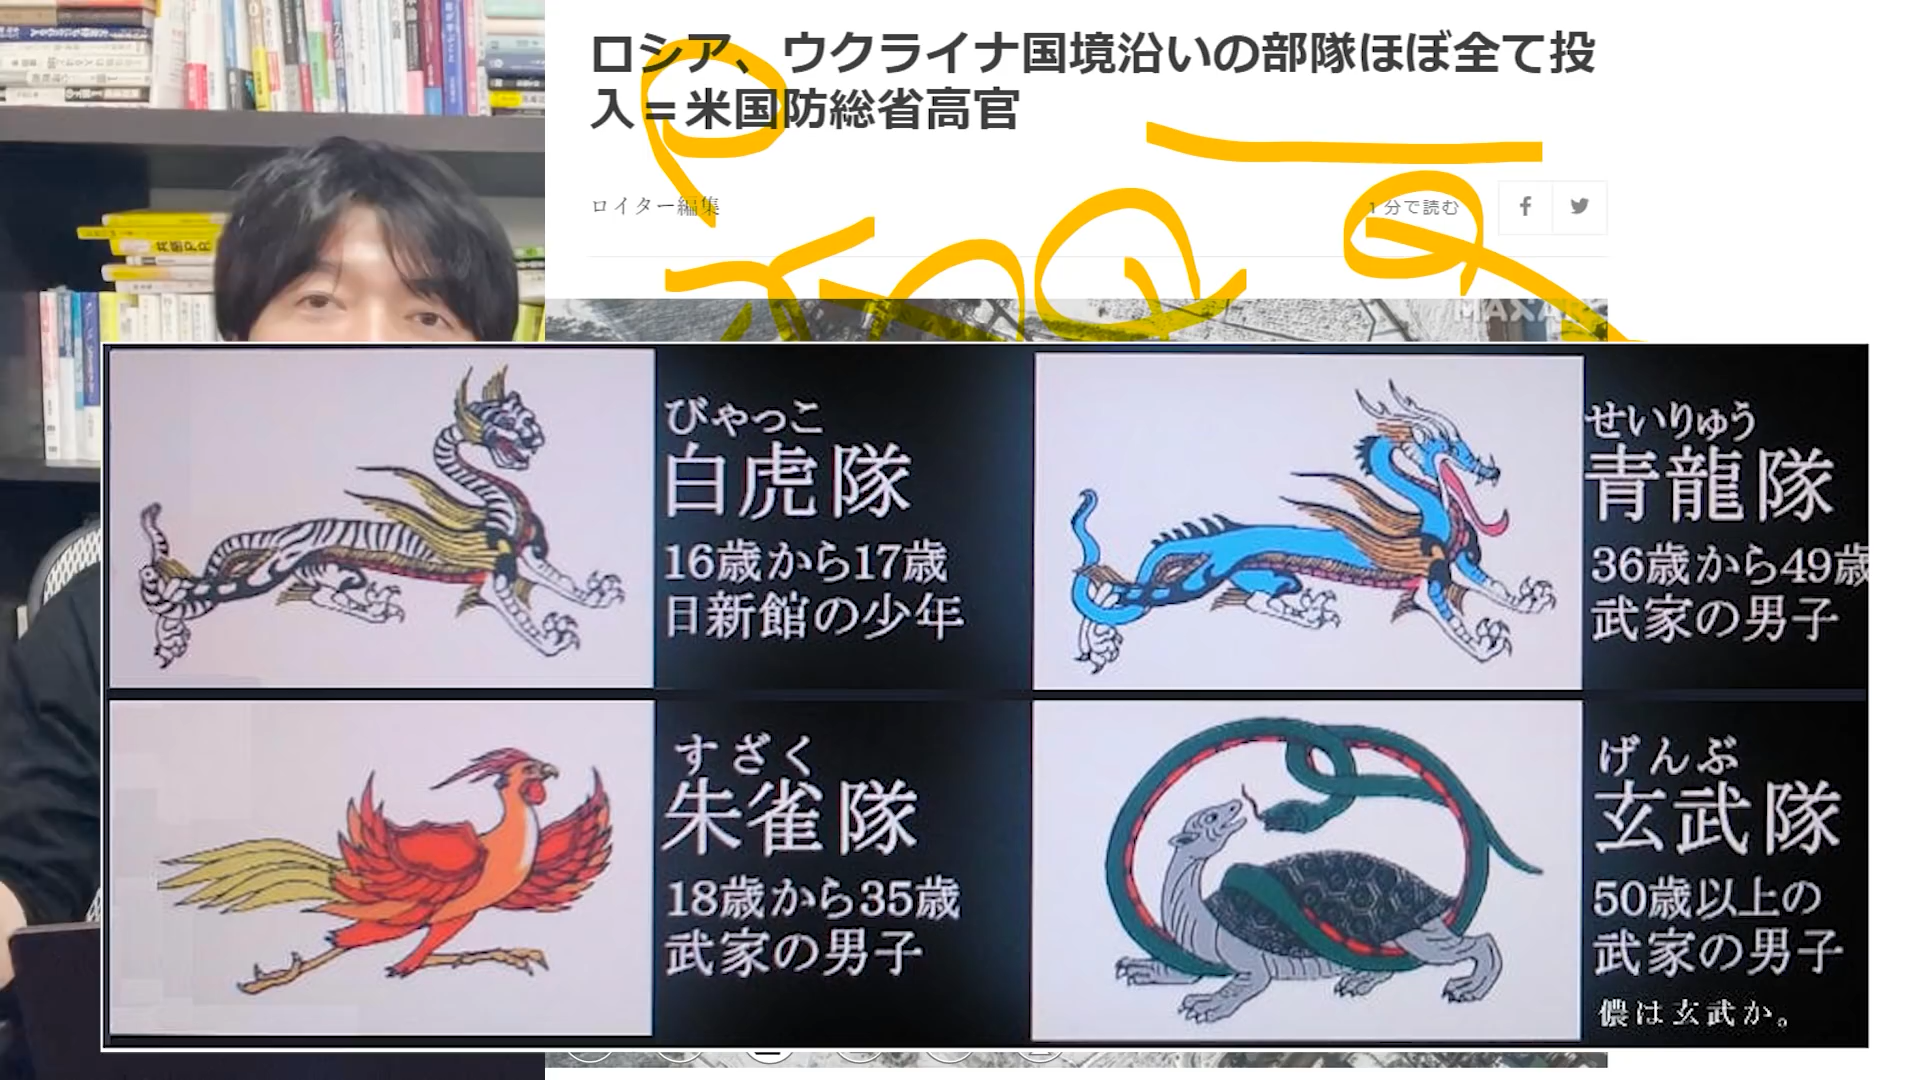 ロシア、ウクライナ国境沿いの部隊ほぼ全て投
入=米国防総省高官
ロイター編集
1 分で読む
MAXAR
びゃっこ
白虎隊
16歳から17歳
日新館の少年
せいりゅう
青龍隊
36歳から49歳
武家の男子
すざく
朱雀隊
18歳から35歳
武家の男子
げんぶ
玄武隊
50歳以上の
武家の男子
儂は玄武か。